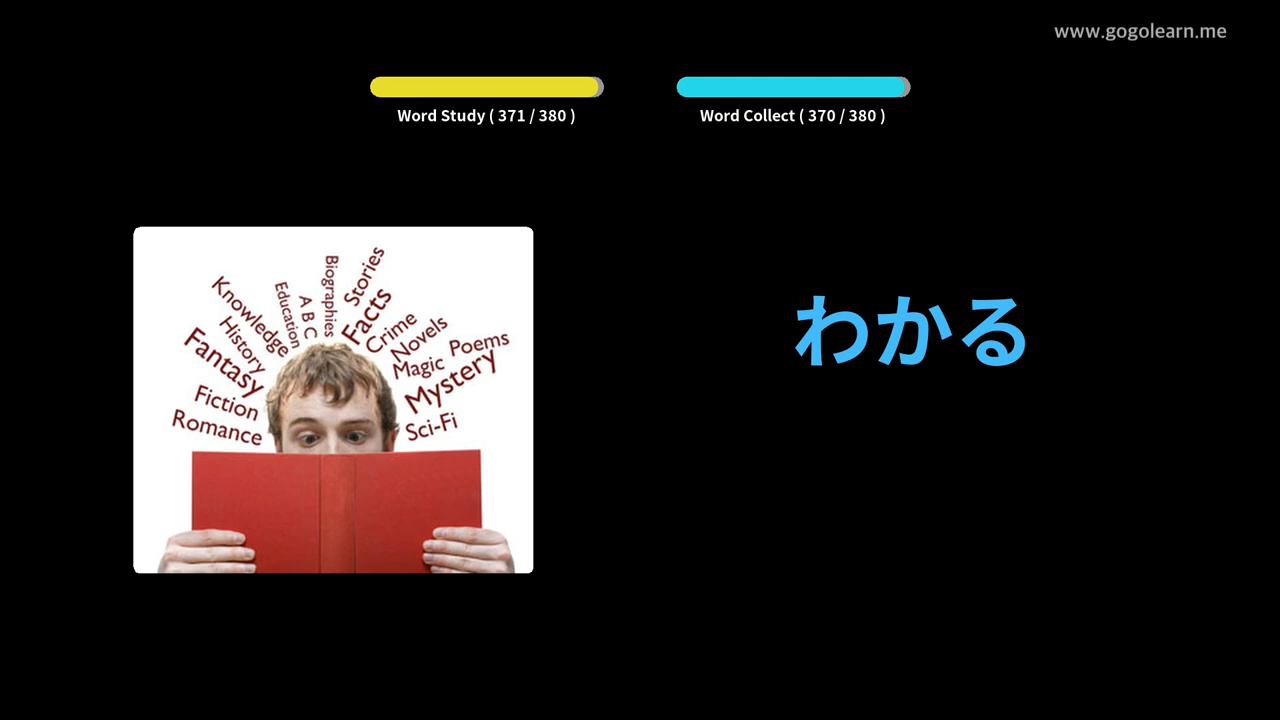 www.gogolearn.me
Word Study ( 371 / 380 )
Word Collect ( 370 / 380 )
わかる
Knowledge
Education
A B C
Biographies
Stories
Facts
History
Crime
Novels
Poems
Fantasy
Magic
Mystery
Fiction
Romance
Sci-Fi